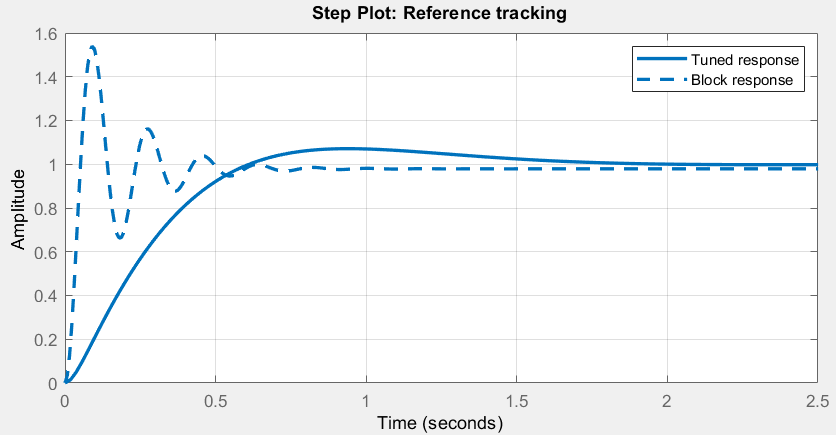 Step Plot: Reference tracking
1.6
1.4
1.2
1
0.8
0.6
0.4
0.2
0
Amplitude
Tuned response
Block response
0 0.5 1 1.5 2 2.5
Time (seconds)